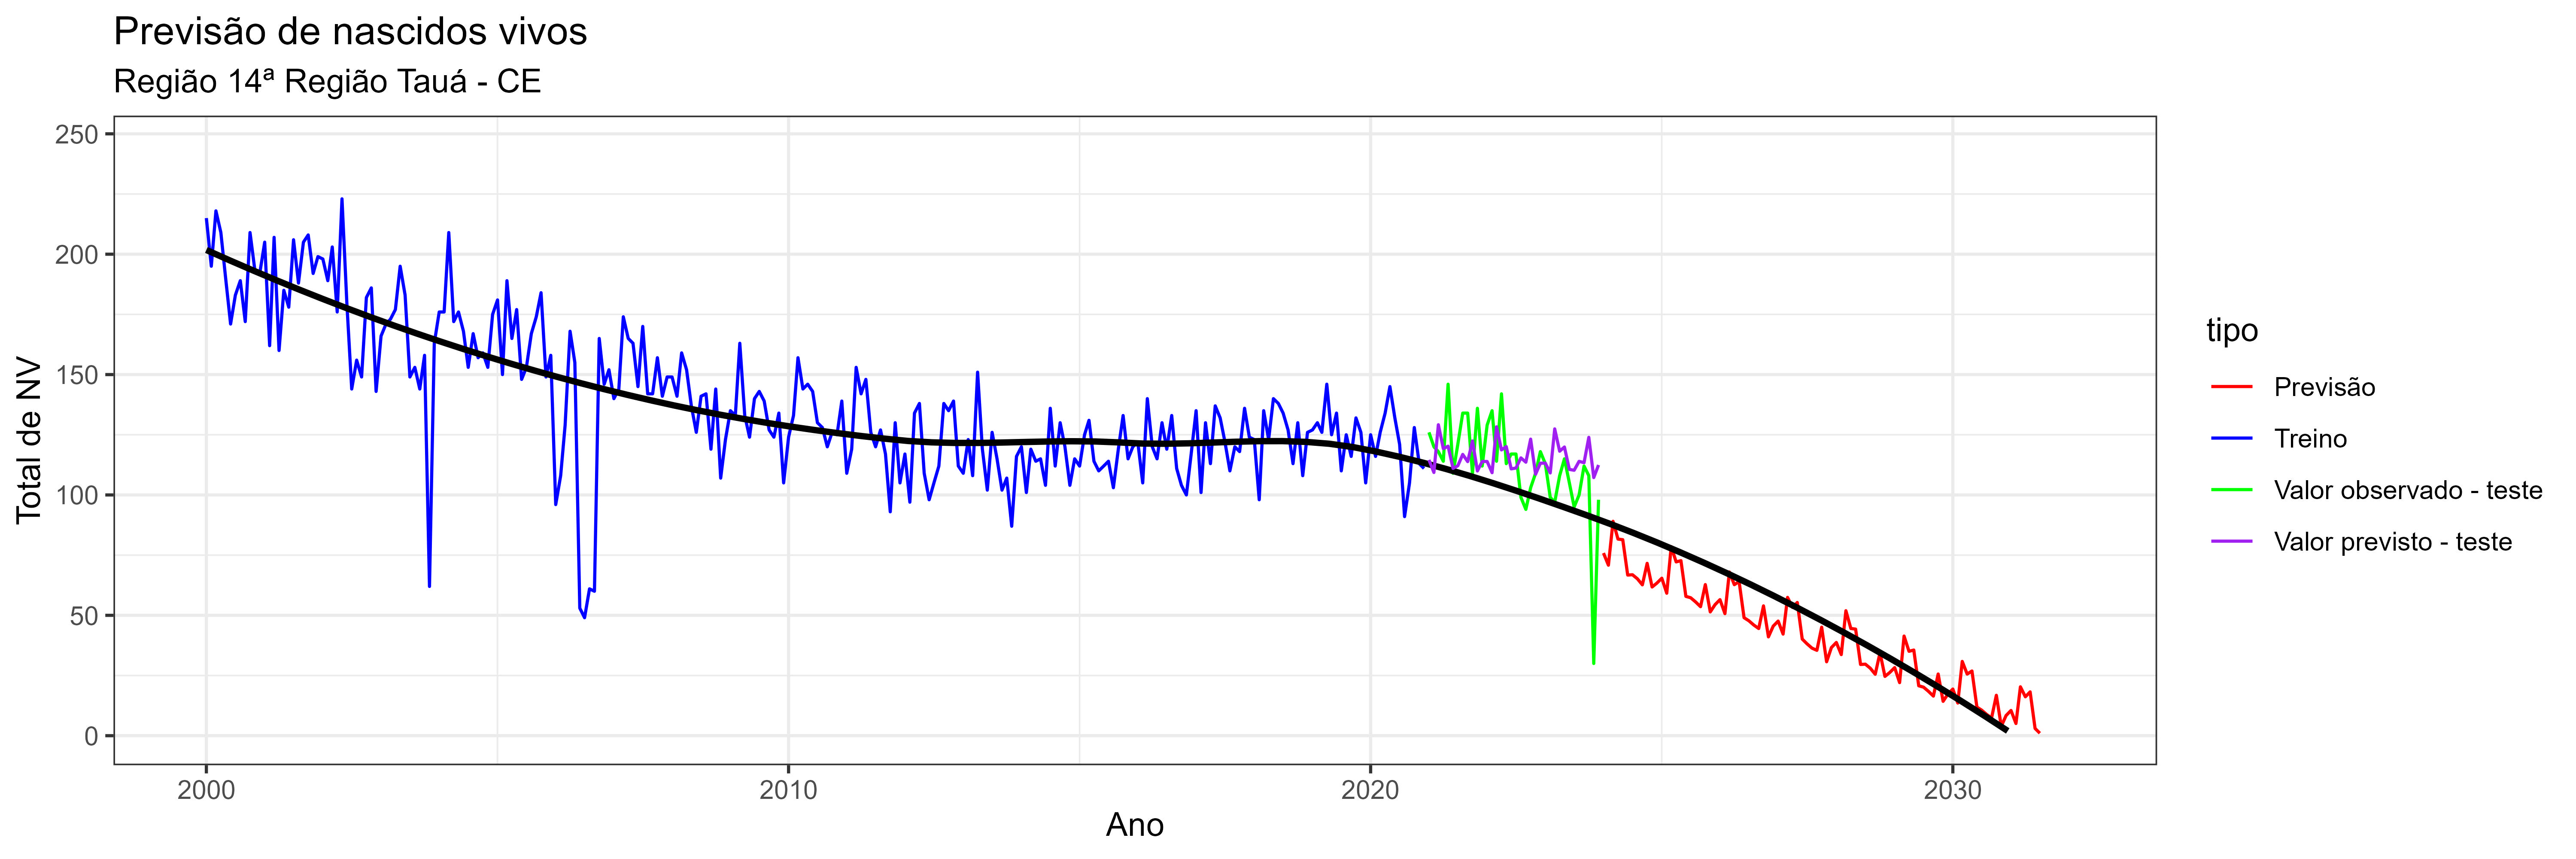 Previsão de nascidos vivos
Região 14ª Região Tauá - CE
250
200
150
100
50
0
Total de NV
2000
2010
2020
2030
Ano
tipo
Previsão
Treino
Valor observado - teste
Valor previsto - teste